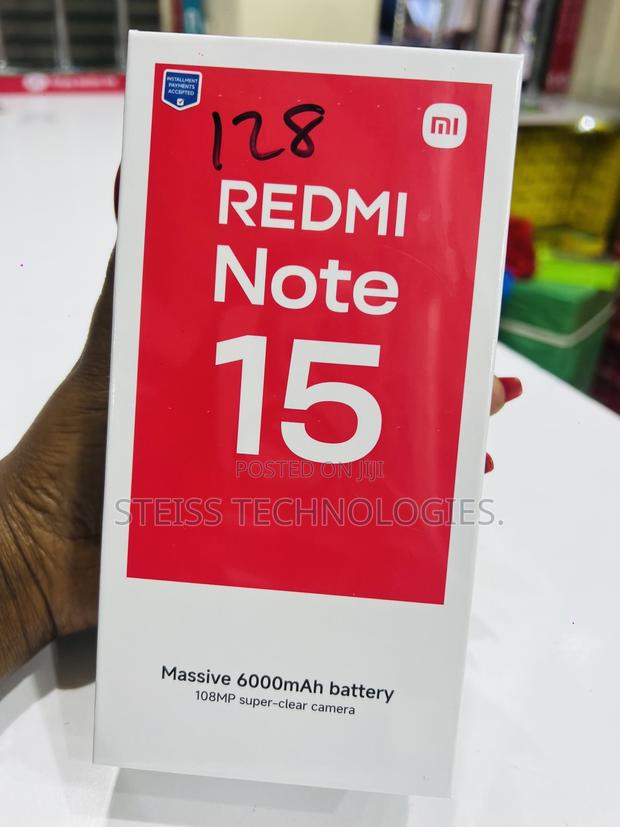 INSTALLMENT
PAYMENTS
ACCEPTED
mi
128
REDMI
Note
15
POSTED ON JIJI
STEISS TECHNOLOGIES.
Massive 6000mAh battery
108MP super-clear camera